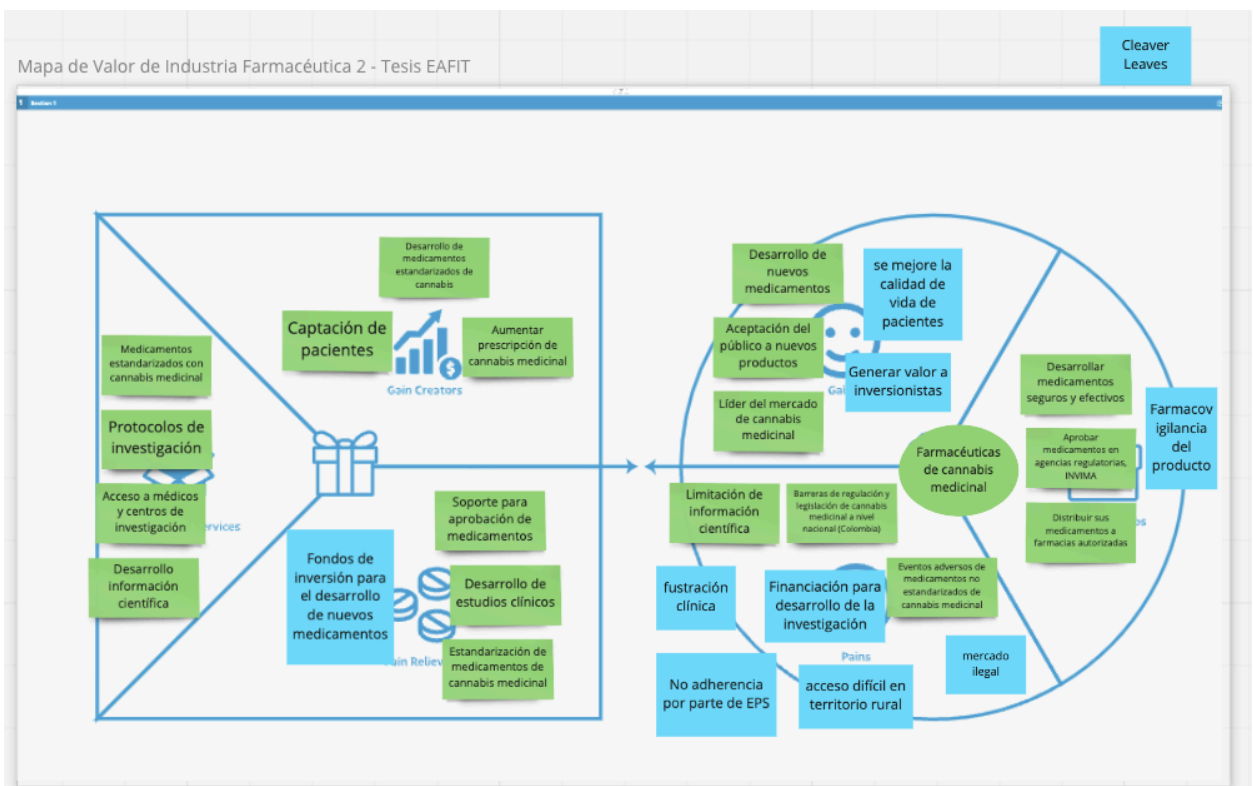 Mapa de Valor de Industria Farmacéutica 2 - Tesis EAFIT
Cleaver
Leaves
1 Section 1
Desarrollo de
medicamentos
estandarizados de
cannabis
Captación de
pacientes
Aumentar
prescripción de
cannabis medicinal
Gain Creators
Medicamentos
estandarizados con
cannabis medicinal
Protocolos de
investigación
Acceso a médicos
y centros de
investigación
Desarrollo
información
científica
Soporte para
aprobación de
medicamentos
Fondos de
inversión para
el desarrollo
de nuevos
medicamentos
Desarrollo de
estudios clínicos
Estandarización de
medicamentos de
cannabis medicinal
Desarrollo de
nuevos
medicamentos
se mejore la
calidad de
vida de
pacientes
Aceptación del
público a nuevos
productos
Generar valor a
inversionistas
Líder del mercado
de cannabis
medicinal
Farmacéuticas
de cannabis
medicinal
Desarrollar
medicamentos
seguros y efectivos
Aprobar
medicamentos en
agencias regulatorias,
INVIMA
Distribuir sus
medicamentos a
farmacias autorizadas
Farmacov
igilancia
del
producto
Limitación de
información
científica
Barreras de regulación y
legislación de cannabis
medicinal a nivel
nacional (Colombia)
Eventos adversos de
medicamentos no
estandarizados de
cannabis medicinal
fustración
clínica
Financiación para
desarrollo de la
investigación
Pains
mercado
ilegal
No adherencia
por parte de EPS
acceso difícil en
territorio rural